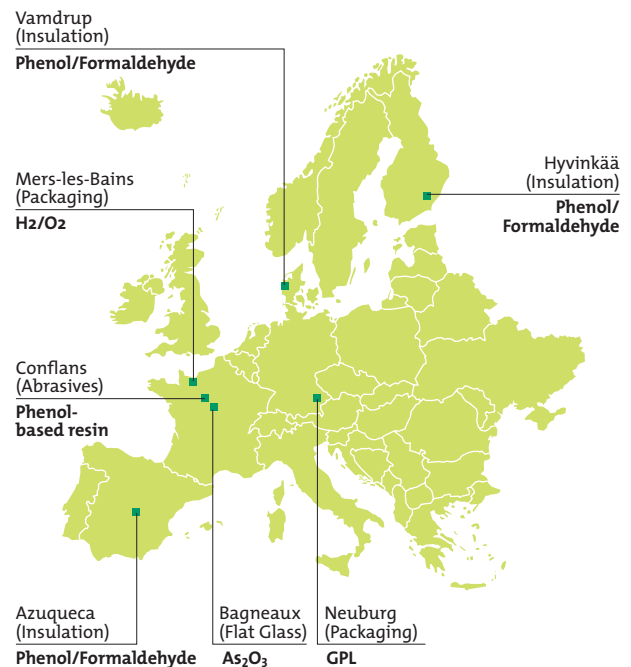 Vamdrup
(Insulation)
Phenol/Formaldehyde
Mers-les-Bains
(Packaging)
H2/O2
Hyvinkää
(Insulation)
Phenol/
Formaldehyde
Conflans
(Abrasives)
Phenol-
based resin
Azuqueca
(Insulation)
Phenol/Formaldehyde
Bagneaux
(Flat Glass)
As₂O₃
Neuburg
(Packaging)
GPL